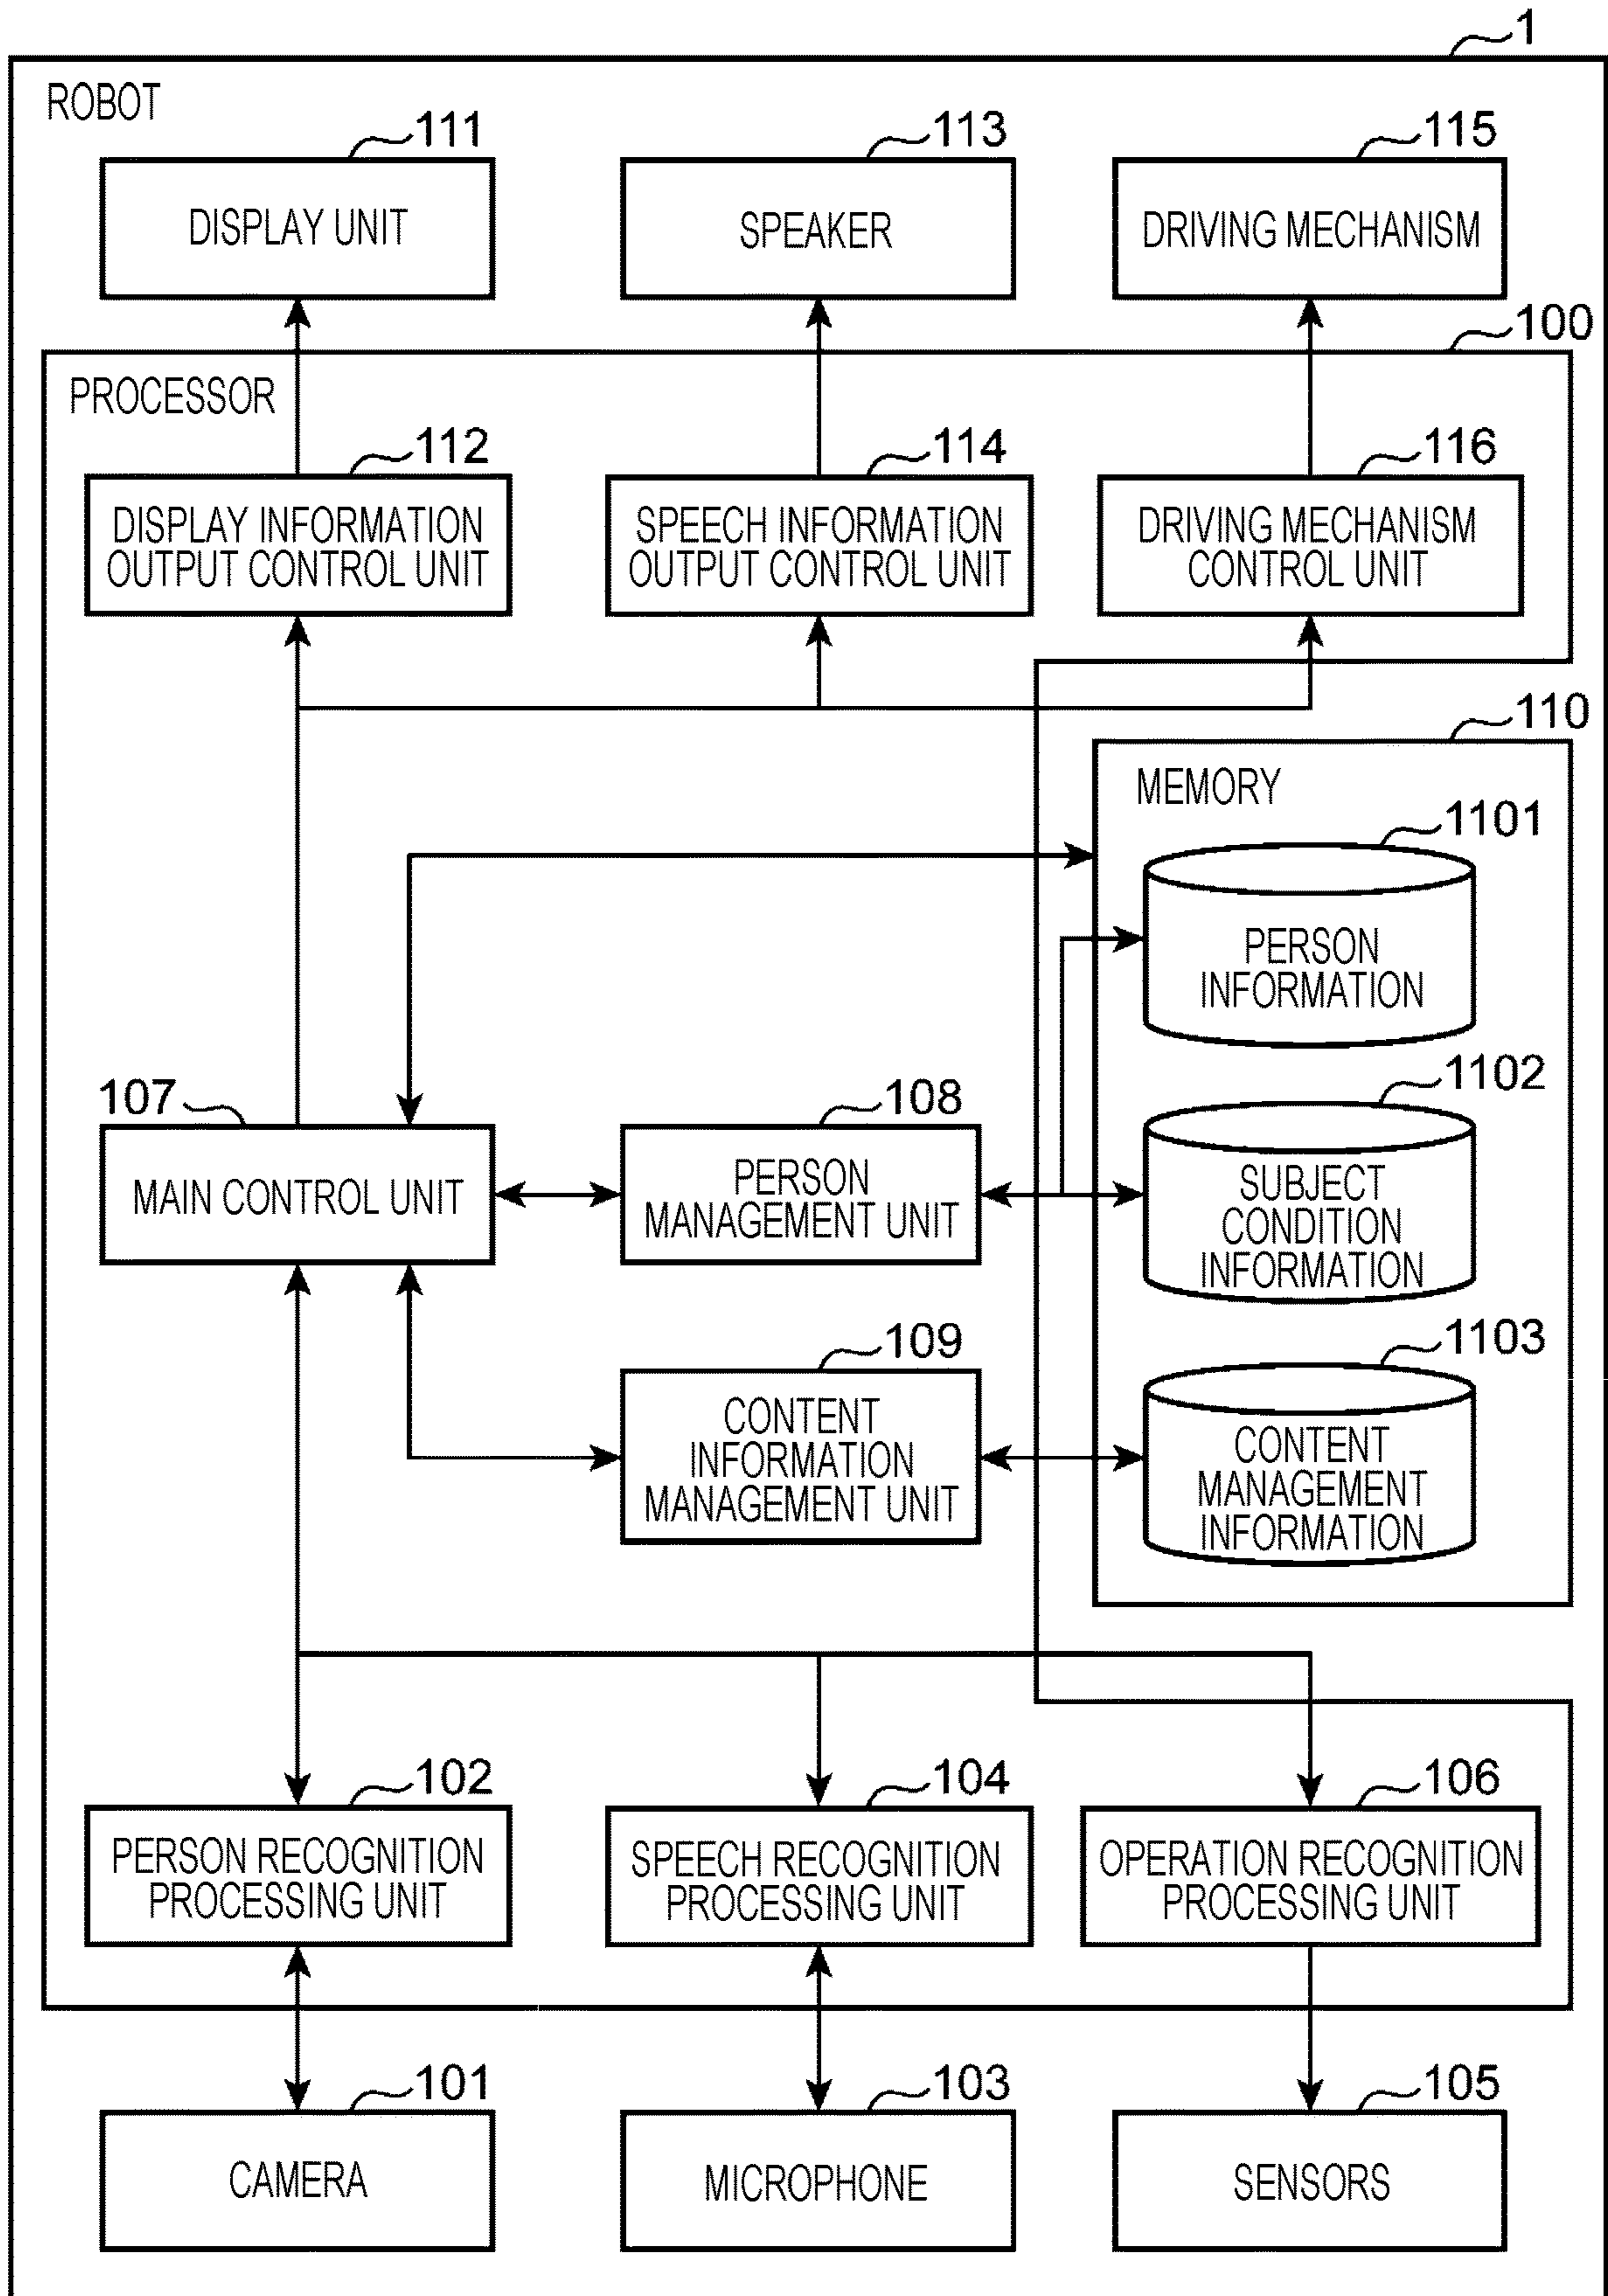 1
ROBOT
111
113
115
DISPLAY UNIT
SPEAKER
DRIVING MECHANISM
100
PROCESSOR
112
114
116
DISPLAY INFORMATION
OUTPUT CONTROL UNIT
SPEECH INFORMATION
OUTPUT CONTROL UNIT
DRIVING MECHANISM
CONTROL UNIT
110
MEMORY
1101
PERSON
INFORMATION
107
108
1102
MAIN CONTROL UNIT
PERSON
MANAGEMENT UNIT
SUBJECT
CONDITION
INFORMATION
109
1103
CONTENT
INFORMATION
MANAGEMENT UNIT
CONTENT
MANAGEMENT
INFORMATION
102
104
106
PERSON RECOGNITION
PROCESSING UNIT
SPEECH RECOGNITION
PROCESSING UNIT
OPERATION RECOGNITION
PROCESSING UNIT
101
103
105
CAMERA
MICROPHONE
SENSORS